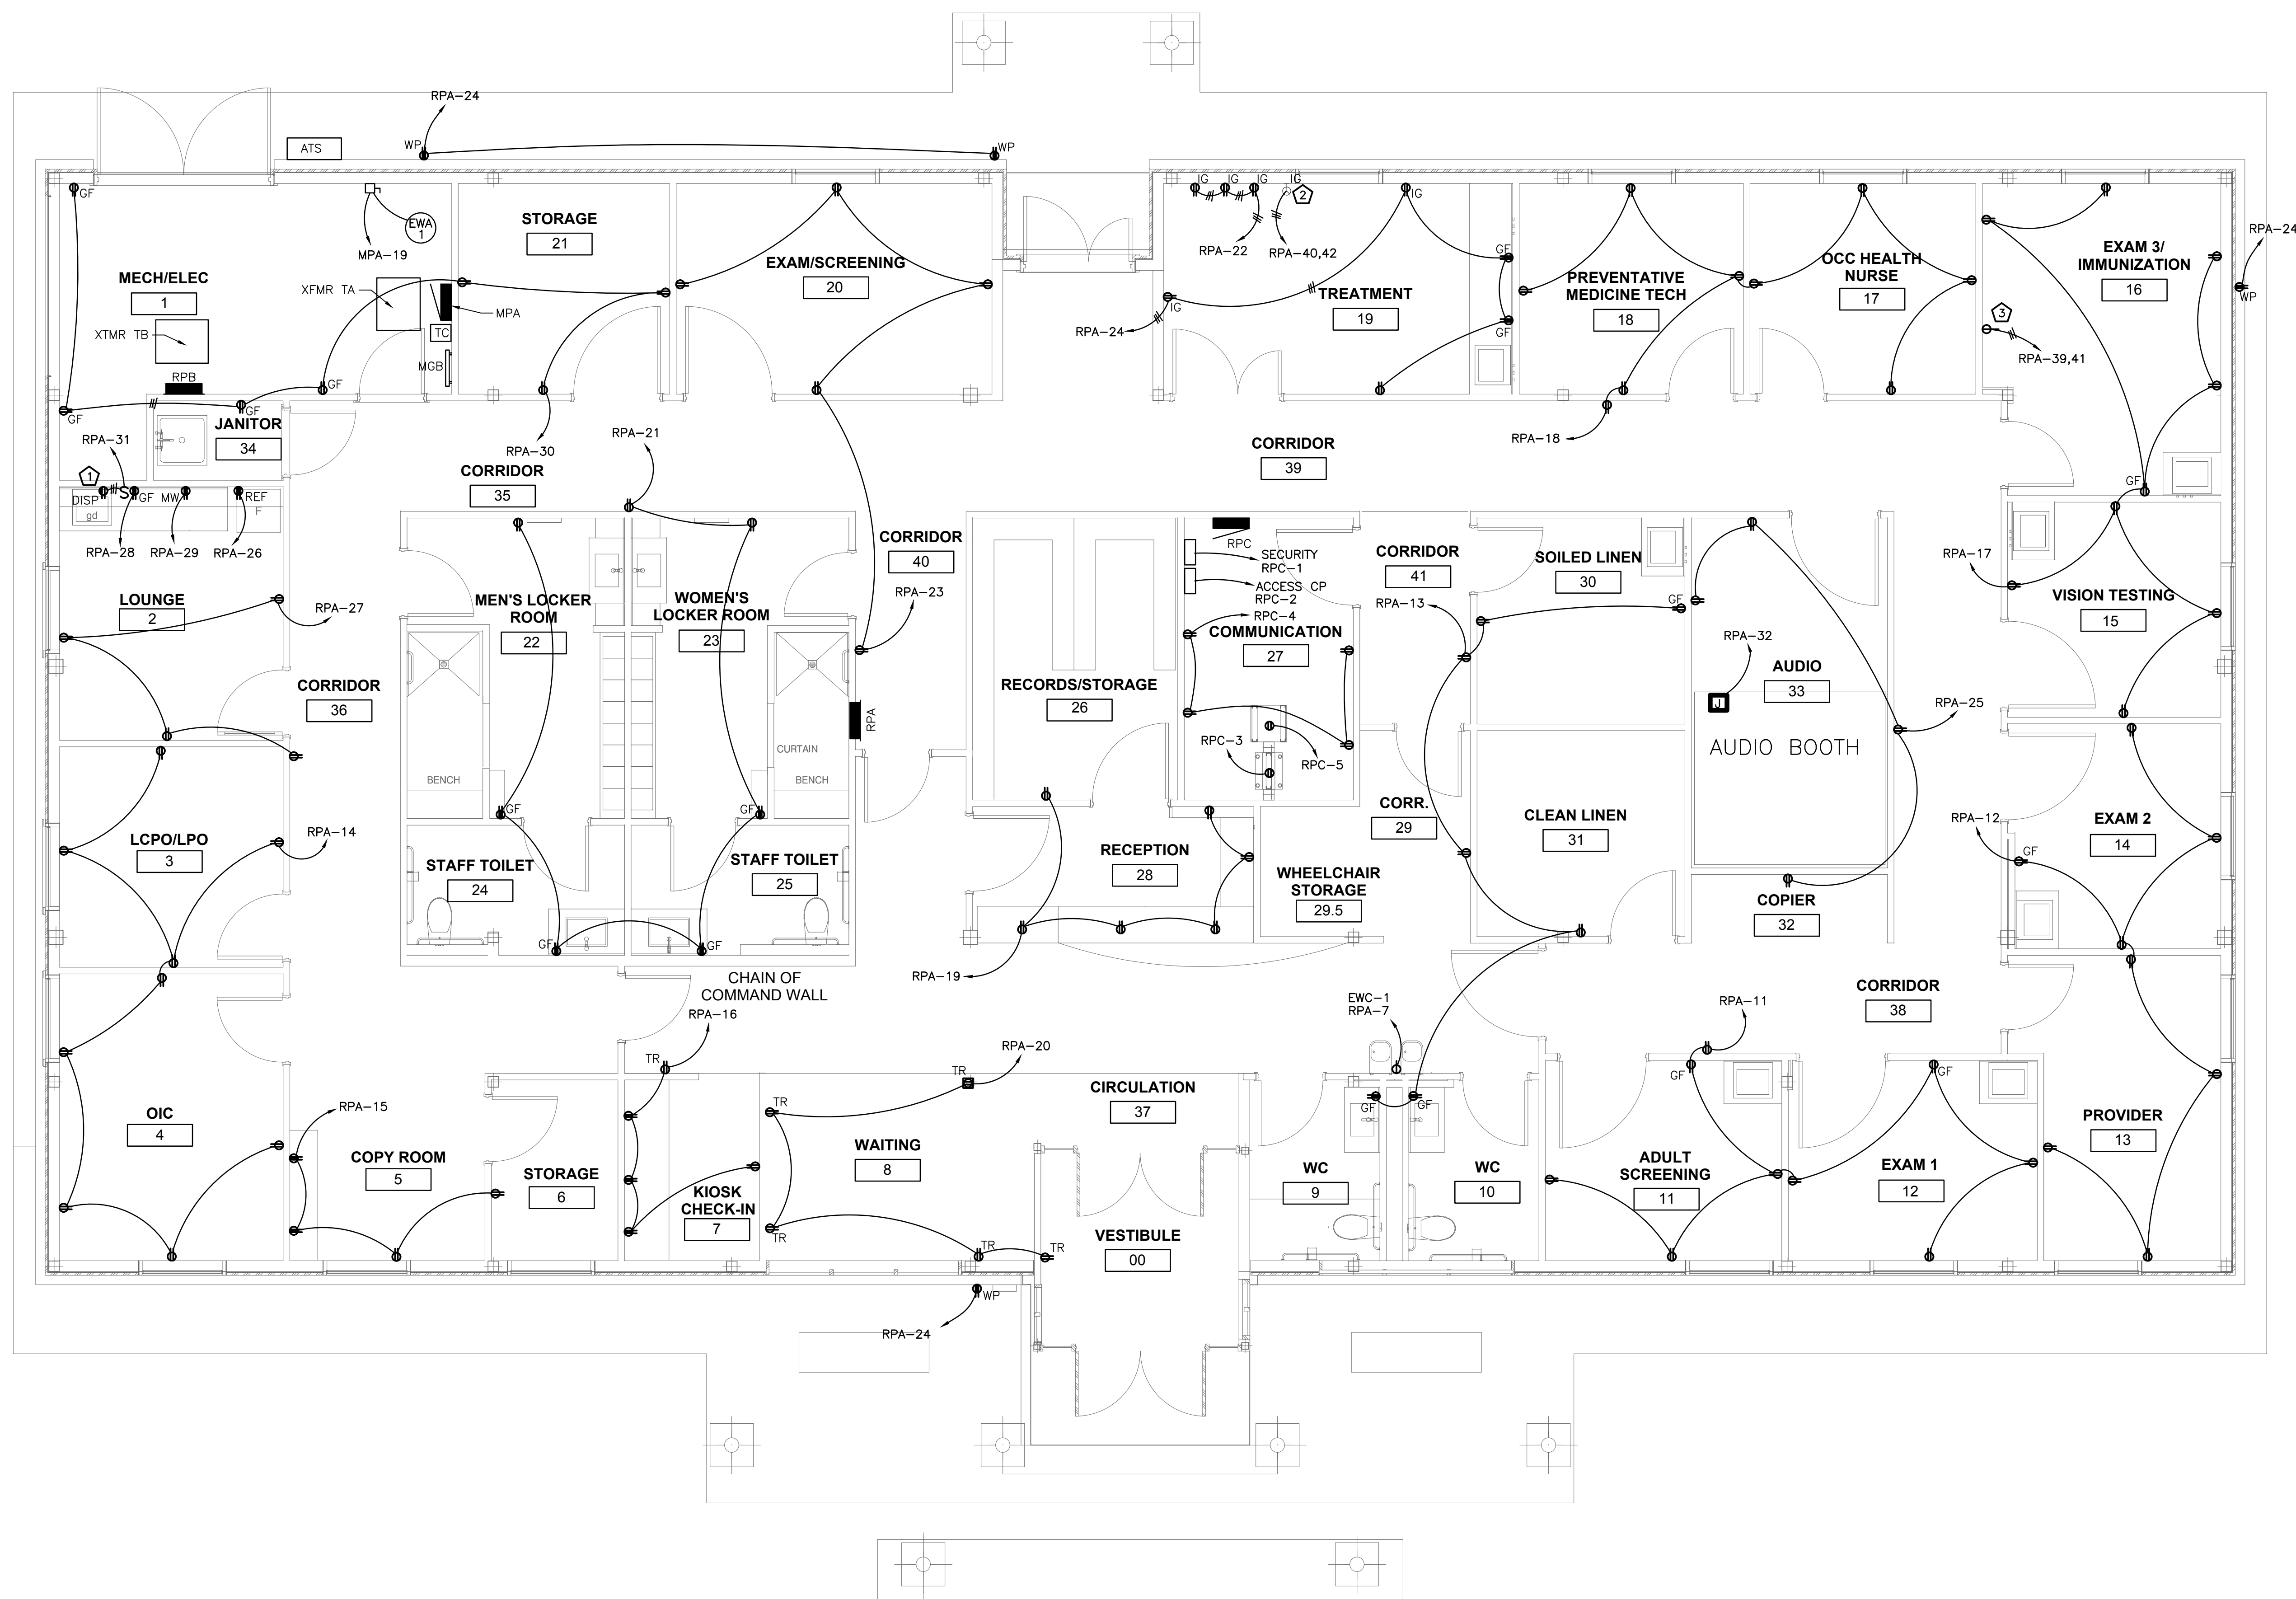 RPA-24
ATS
WP
WP
GF
EWA
1
MPA-19
STORAGE
21
IG
IG
IG
IG
2
IG
RPA-22
RPA-40,42
RPA-24
EXAM 3/
IMMUNIZATION
16
MECH/ELEC
1
XFMR TA
XTMR TB
MPA
TC
MGB
RPB
EXAM/SCREENING
20
GF
TREATMENT
19
IG
RPA-24
GF
PREVENTATIVE
MEDICINE TECH
18
OCC HEALTH
NURSE
17
3
RPA-39,41
WP
GF
GF
GF
JANITOR
34
RPA-31
RPA-21
RPA-30
RPA-18
CORRIDOR
39
CORRIDOR
35
1
DISP
S
GF
MW
REF
gd
F
GF
RPA-28
RPA-29
RPA-26
CORRIDOR
40
RPC
SECURITY
RPC-1
ACCESS CP
RPC-2
RPC-4
COMMUNICATION
27
CORRIDOR
41
RPA-13
SOILED LINEN
30
GF
RPA-17
VISION TESTING
15
LOUNGE
2
RPA-27
MEN'S LOCKER
ROOM
22
WOMEN'S
LOCKER ROOM
23
RPA-23
RPA-32
AUDIO
33
J
RPA-25
CORRIDOR
36
RPA
RECORDS/STORAGE
26
RPC-3
RPC-5
AUDIO BOOTH
CURTAIN
BENCH
BENCH
GF
GF
LCPO/LPO
3
RPA-14
STAFF TOILET
24
STAFF TOILET
25
RECEPTION
28
CORR.
29
CLEAN LINEN
31
RPA-12
GF
EXAM 2
14
WHEELCHAIR
STORAGE
29.5
COPIER
32
GF
GF
CHAIN OF
COMMAND WALL
RPA-19
RPA-16
EWC-1
RPA-7
RPA-11
CORRIDOR
38
TR
RPA-20
TR
CIRCULATION
37
GF
GF
GF
GF
OIC
4
RPA-15
COPY ROOM
5
STORAGE
6
KIOSK
CHECK-IN
7
TR
TR
WAITING
8
TR
TR
WC
9
WC
10
ADULT
SCREENING
11
EXAM 1
12
PROVIDER
13
VESTIBULE
00
WP
RPA-24